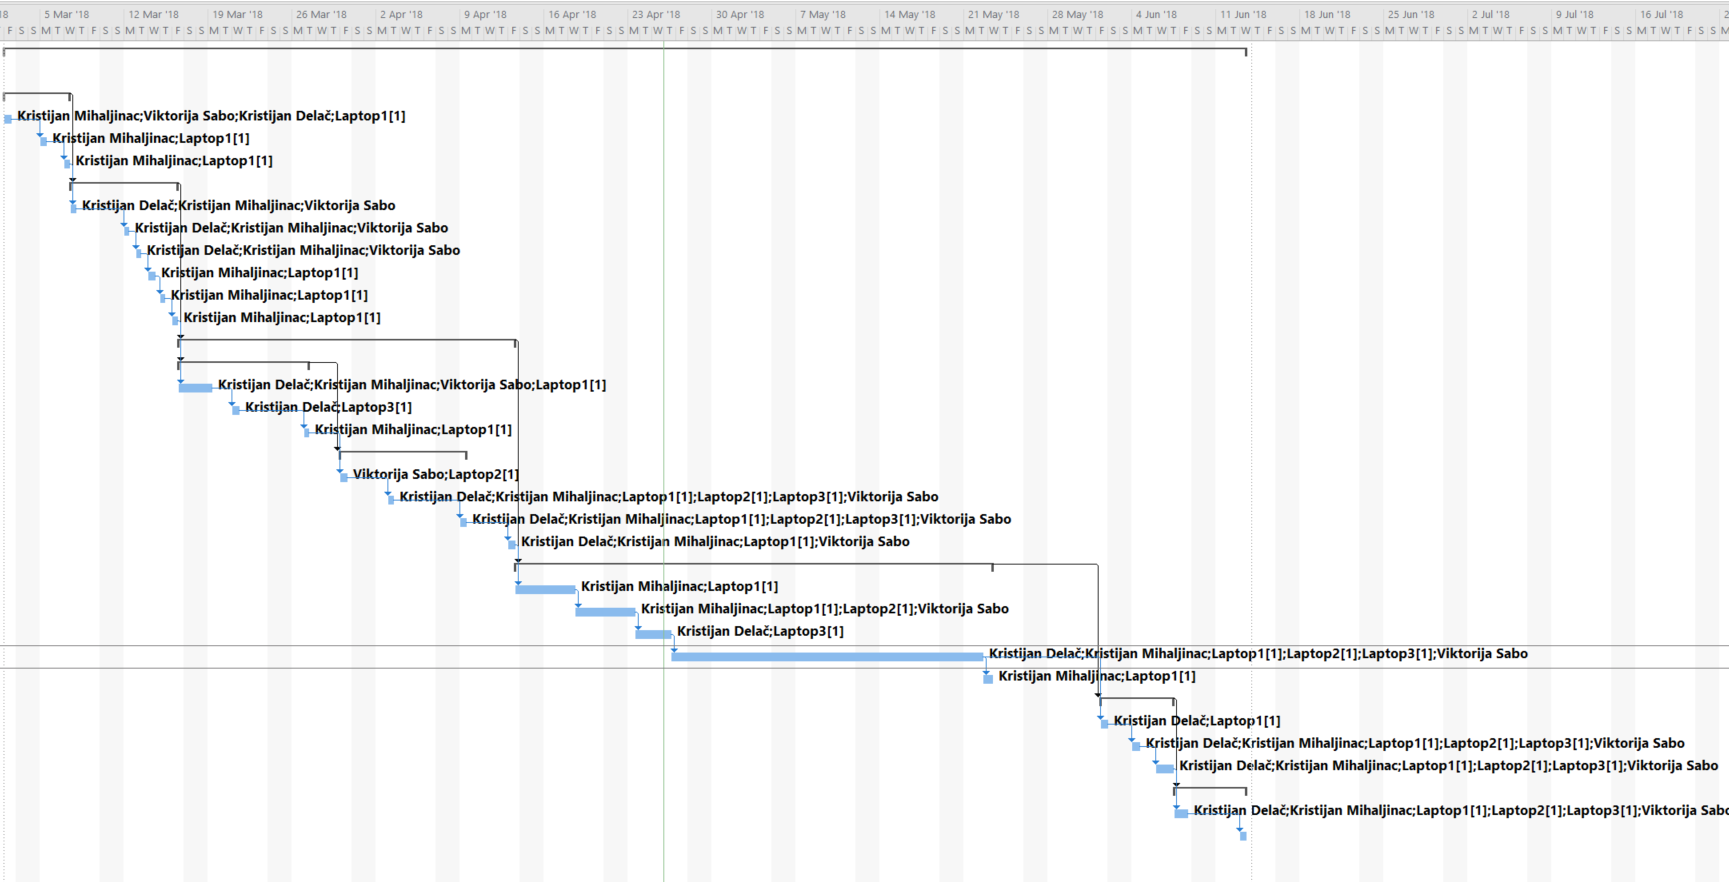 18 5 Mar '18 12 Mar '18 19 Mar '18 26 Mar '18 2 Apr '18 9 Apr '18 16 Apr '18 23 Apr '18 30 Apr '18 7 May '18 14 May '18 21 May '18 28 May '18 4 Jun '18 11 Jun '18 18 Jun '18 25 Jun '18 2 Jul '18 9 Jul '18 16 Jul '18 2
F S S M T W T F S S M T W T F S S M T W T F S S M T W T F S S M T W T F S S M T W T F S S M T W T F S S M T W T F S S M T W T F S S M T W T F S S M T W T F S S M T W T F S S M T W T F S S M T W T F S S M T W T F S S M T W T F S S M T W T F S S M T W T F S S M T W T F S S M T W T F S S M
Kristijan Mihaljinac;Viktorija Sabo;Kristijan Delač;Laptop1[1]
Kristijan Mihaljinac;Laptop1[1]
Kristijan Mihaljinac;Laptop1[1]
Kristijan Delač;Kristijan Mihaljinac;Viktorija Sabo
Kristijan Delač;Kristijan Mihaljinac;Viktorija Sabo
Kristijan Delač;Kristijan Mihaljinac;Viktorija Sabo
Kristijan Mihaljinac;Laptop1[1]
Kristijan Mihaljinac;Laptop1[1]
Kristijan Mihaljinac;Laptop1[1]
Kristijan Delač;Kristijan Mihaljinac;Viktorija Sabo;Laptop1[1]
Kristijan Delač;Laptop3[1]
Kristijan Mihaljinac;Laptop1[1]
Viktorija Sabo;Laptop2[1]
Kristijan Delač;Kristijan Mihaljinac;Laptop1[1];Laptop2[1];Laptop3[1];Viktorija Sabo
Kristijan Delač;Kristijan Mihaljinac;Laptop1[1];Laptop2[1];Laptop3[1];Viktorija Sabo
Kristijan Delač;Kristijan Mihaljinac;Laptop1[1];Viktorija Sabo
Kristijan Mihaljinac;Laptop1[1]
Kristijan Mihaljinac;Laptop1[1];Laptop2[1];Viktorija Sabo
Kristijan Delač;Laptop3[1]
Kristijan Delač;Kristijan Mihaljinac;Laptop1[1];Laptop2[1];Laptop3[1];Viktorija Sabo
Kristijan Mihaljinac;Laptop1[1]
Kristijan Delač;Laptop1[1]
Kristijan Delač;Kristijan Mihaljinac;Laptop1[1];Laptop2[1];Laptop3[1];Viktorija Sabo
Kristijan Delač;Kristijan Mihaljinac;Laptop1[1];Laptop2[1];Laptop3[1];Viktorija Sabo
Kristijan Delač;Kristijan Mihaljinac;Laptop1[1];Laptop2[1];Laptop3[1];Viktorija Sabo